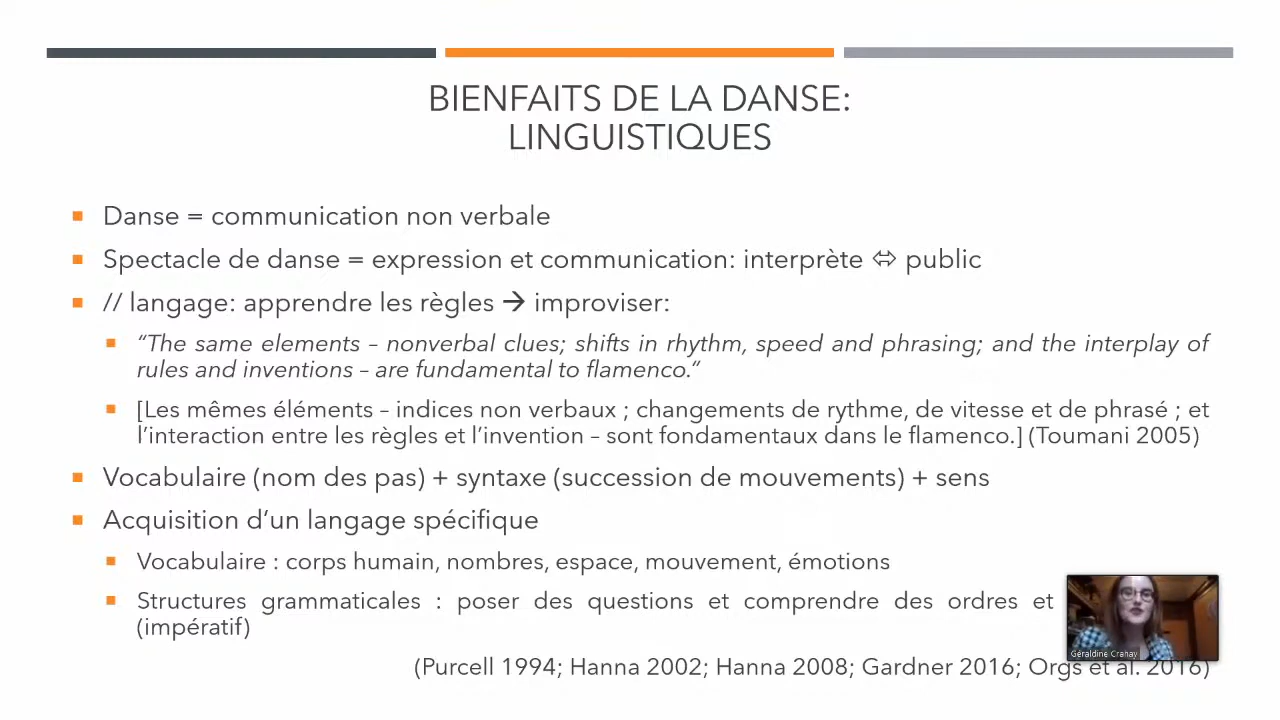 BIENFAITS DE LA DANSE:
LINGUISTIQUES
Danse = communication non verbale
Spectacle de danse = expression et communication: interprète ⬄ public
// langage: apprendre les règles → improviser:
“The same elements – nonverbal clues; shifts in rhythm, speed and phrasing; and the interplay of
rules and inventions – are fundamental to flamenco.”
[Les mêmes éléments – indices non verbaux ; changements de rythme, de vitesse et de phrasé ; et
l’interaction entre les règles et l’invention – sont fondamentaux dans le flamenco.] (Toumani 2005)
Vocabulaire (nom des pas) + syntaxe (succession de mouvements) + sens
Acquisition d’un langage spécifique
Vocabulaire : corps humain, nombres, espace, mouvement, émotions
Structures grammaticales : poser des questions et comprendre des ordres et
(impératif)
Géraldine Crahay
(Purcell 1994; Hanna 2002; Hanna 2008; Gardner 2016; Orgs et al. 2016)